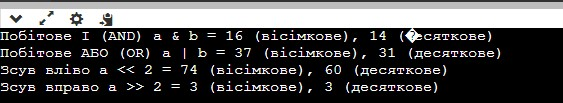 Побітове І (AND) a & b = 16 (вісімкове), 14 (�есяткове)
Побітове АБО (OR) a | b = 37 (вісімкове), 31 (десяткове)
Зсув вліво a << 2 = 74 (вісімкове), 60 (десяткове)
Зсув вправо a >> 2 = 3 (вісімкове), 3 (десяткове)